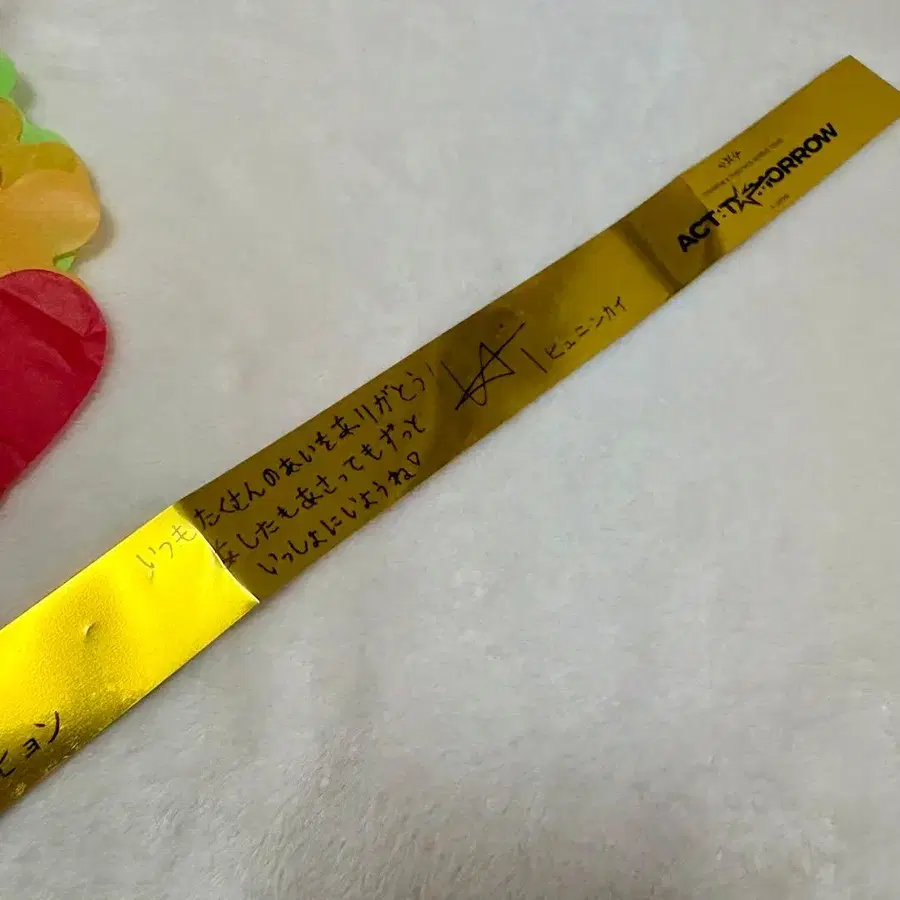 ヒョン
いつもたくさんのあいをありがとう!
あしたもあさってもずっと
いっしょにいようね♡
ヒュニンカイ
ACT:TOMORROW